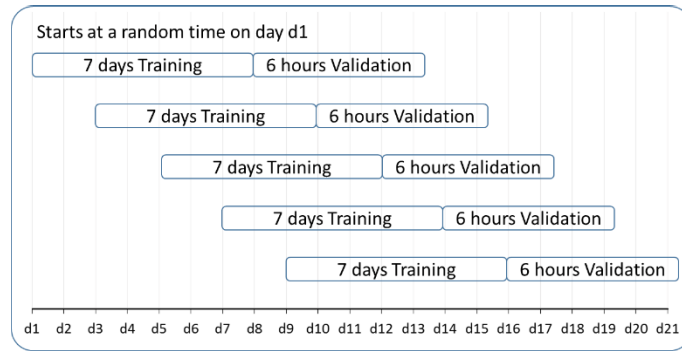 Starts at a random time on day d1
7 days Training 6 hours Validation
7 days Training 6 hours Validation
7 days Training 6 hours Validation
7 days Training 6 hours Validation
7 days Training 6 hours Validation
d1 d2 d3 d4 d5 d6 d7 d8 d9 d10 d11 d12 d13 d14 d15 d16 d17 d18 d19 d20 d21